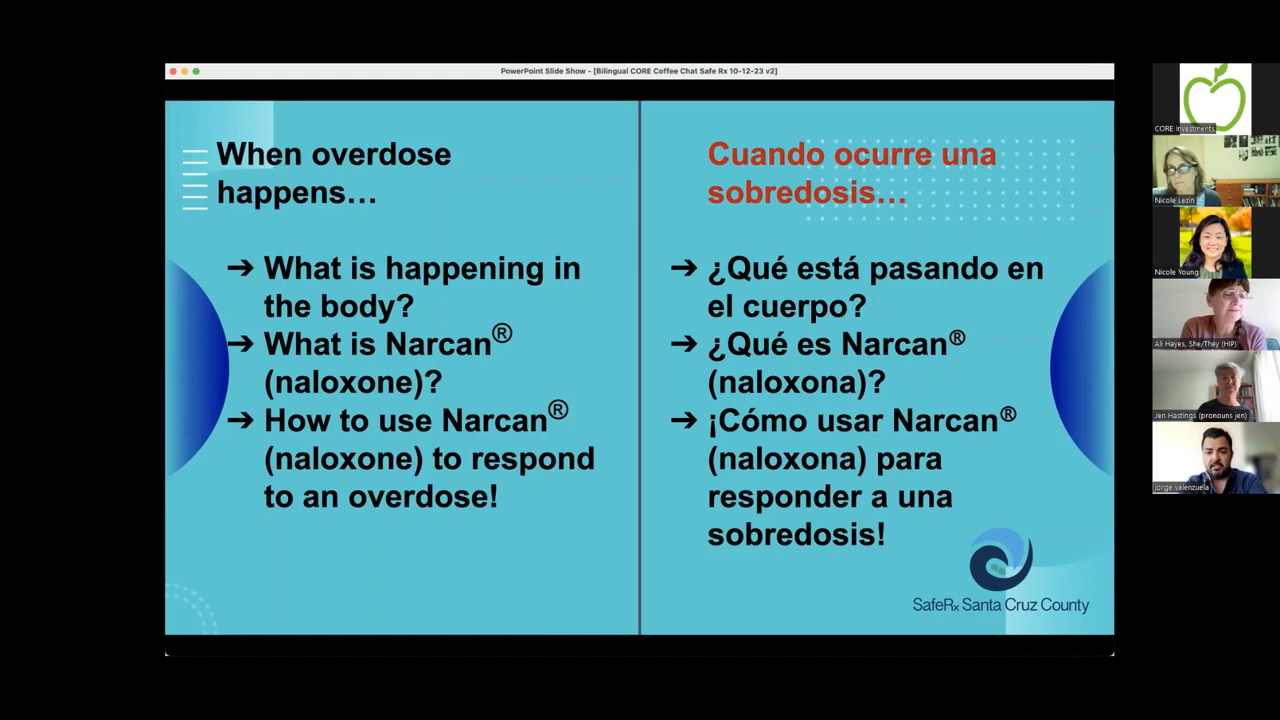 PowerPoint Slide Show - [Bilingual CORE Coffee Chat Safe Rx 10-12-23 v2]
When overdose
happens…
➔ What is happening in
the body?
➔ What is Narcan®
(naloxone)?
➔ How to use Narcan®
(naloxone) to respond
to an overdose!
Cuando ocurre una
sobredosis…
➔ ¿Qué está pasando en
el cuerpo?
➔ ¿Qué es Narcan®
(naloxona)?
➔ ¡Cómo usar Narcan®
(naloxona) para
responder a una
sobredosis!
SafeRx Santa Cruz County
CORE Investments
Nicole Lezin
Nicole Young
Ali Hayes, She/They (HIP)
Jen Hastings (pronouns jen)
jorge valenzuela